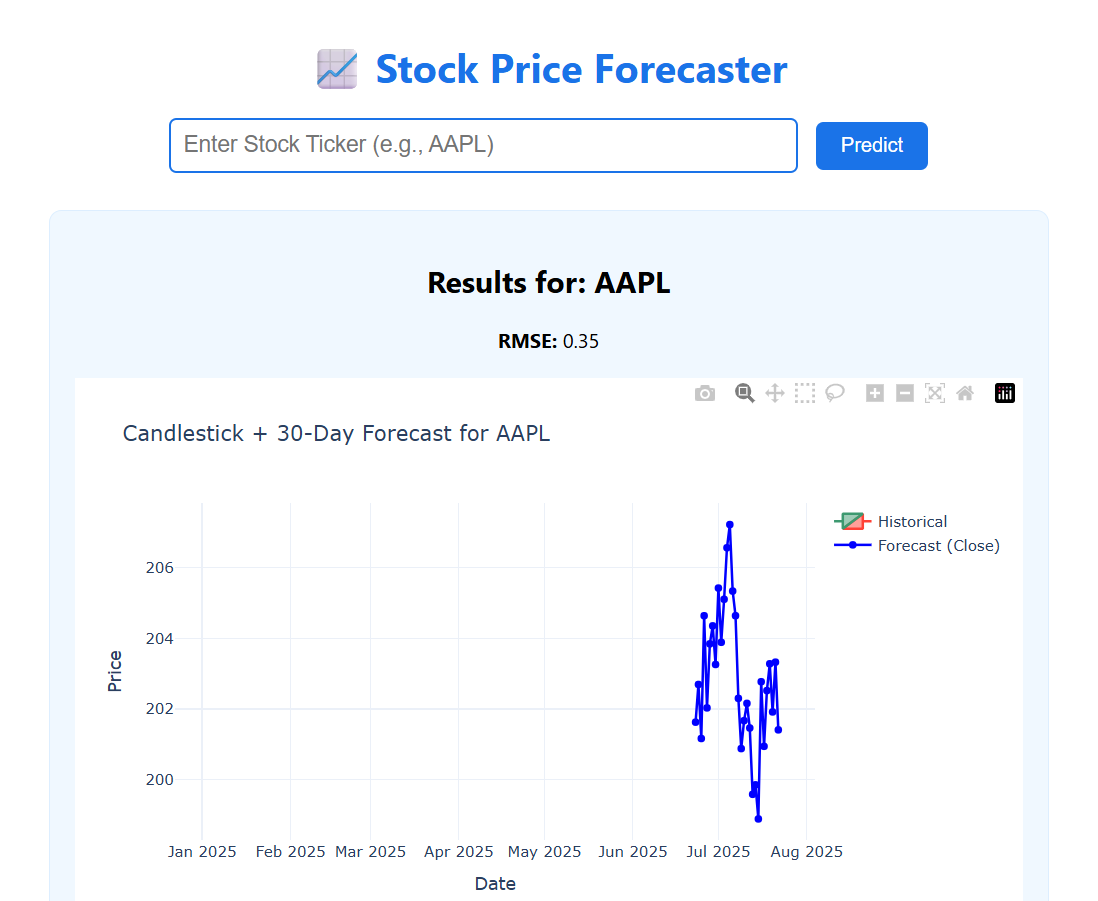 Stock Price Forecaster
Enter Stock Ticker (e.g., AAPL)
Predict
Results for: AAPL
RMSE: 0.35
Candlestick + 30-Day Forecast for AAPL
Historical
Forecast (Close)
206
204
202
200
Price
Jan 2025 Feb 2025 Mar 2025 Apr 2025 May 2025 Jun 2025 Jul 2025 Aug 2025
Date